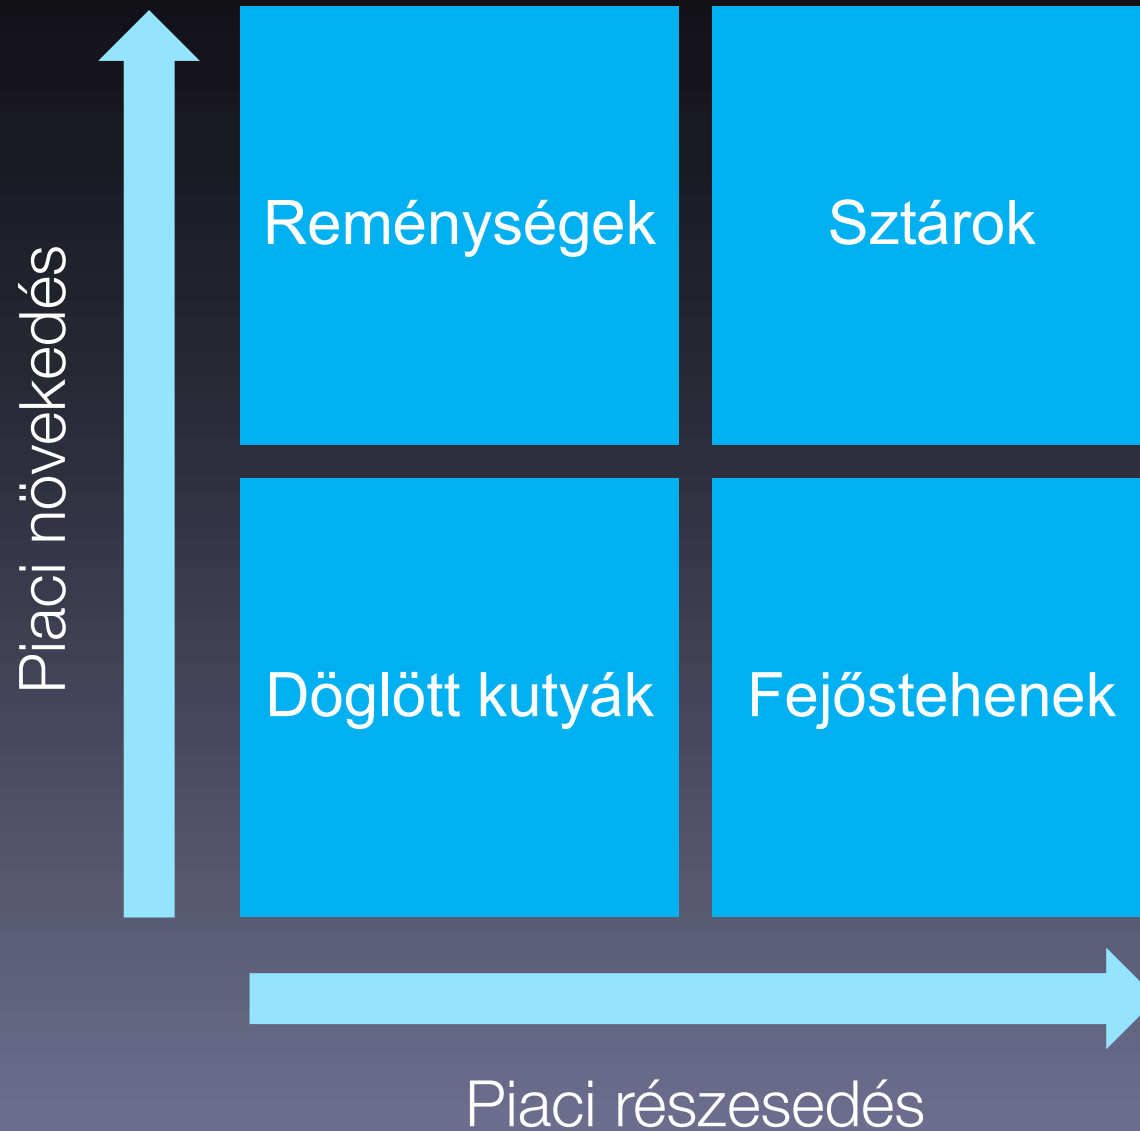 Piaci növekedés
Reménységek
Sztárok
Döglött kutyák
Fejőstehenek
Piaci részesedés